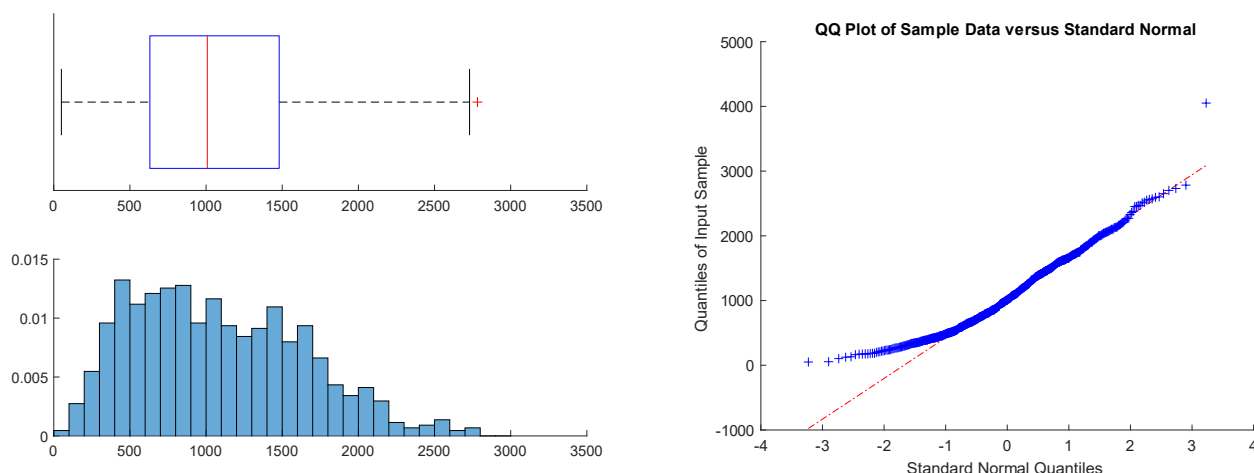 0 500 1000 1500 2000 2500 3000 3500
0.015
0.01
0.005
0
0 500 1000 1500 2000 2500 3000 3500
QQ Plot of Sample Data versus Standard Normal
5000
4000
3000
2000
1000
0
-1000
Quantiles of Input Sample
-4 -3 -2 -1 0 1 2 3 4
Standard Normal Quantiles